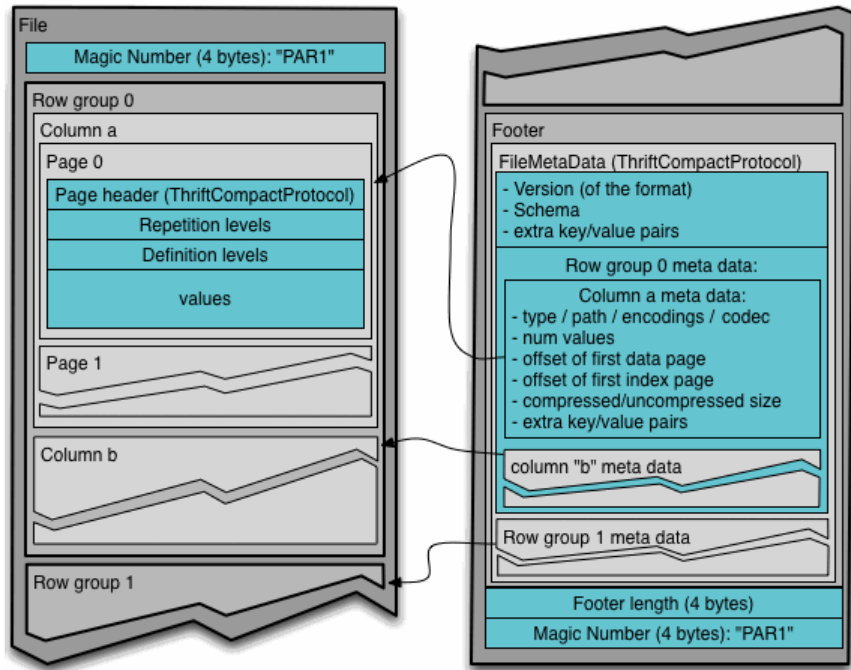 File
Magic Number (4 bytes): "PAR1"
Row group 0
Column a
Page 0
Page header (ThriftCompactProtocol)
Repetition levels
Definition levels
values
Page 1
Column b
Row group 1
Footer
FileMetaData (ThriftCompactProtocol)
- Version (of the format)
- Schema
- extra key/value pairs
Row group 0 meta data:
Column a meta data:
- type / path / encodings / codec
- num values
- offset of first data page
- offset of first index page
- compressed/uncompressed size
- extra key/value pairs
column "b" meta data
Row group 1 meta data
Footer length (4 bytes)
Magic Number (4 bytes): "PAR1"